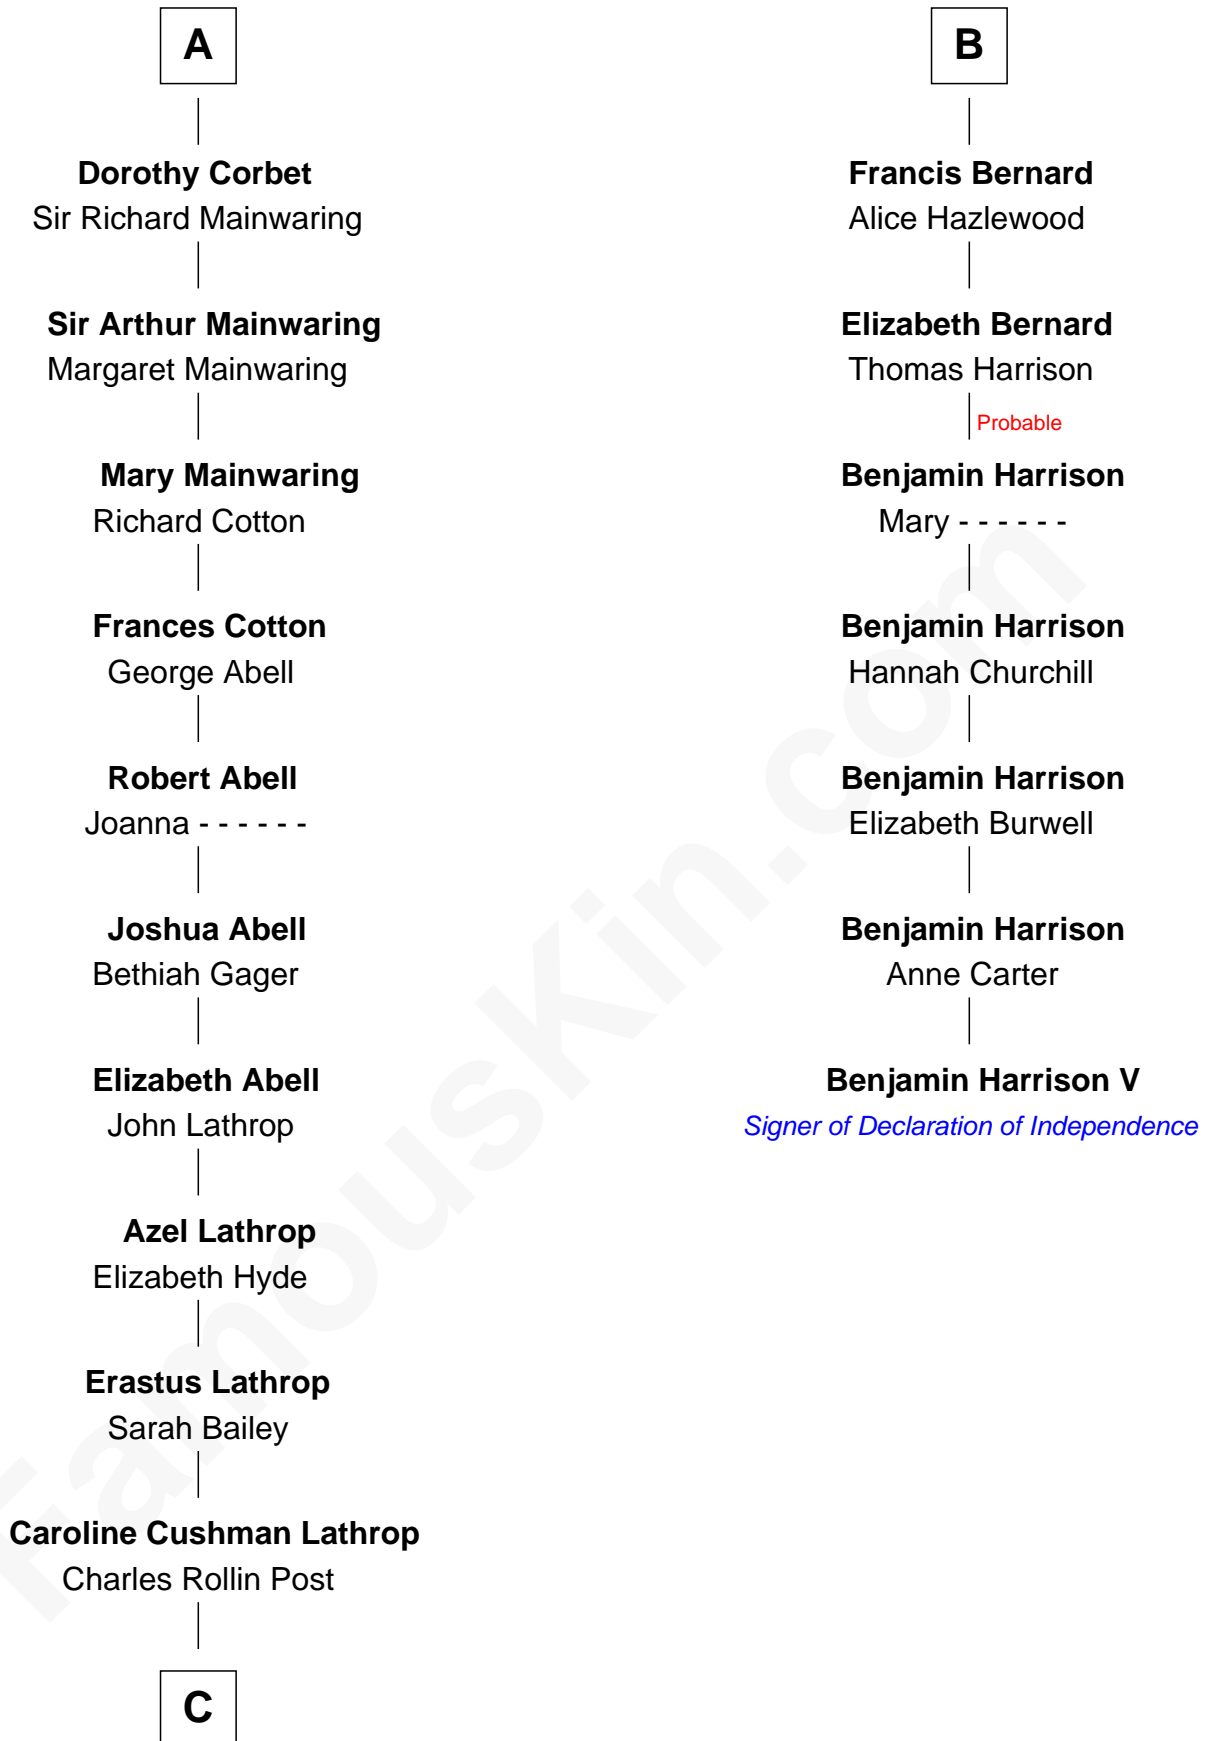 A
Dorothy Corbet
Sir Richard Mainwaring
Sir Arthur Mainwaring
Margaret Mainwaring
Mary Mainwaring
Richard Cotton
Frances Cotton
George Abell
Robert Abell
Joanna - - - - - -
Joshua Abell
Bethiah Gager
Elizabeth Abell
John Lathrop
Azel Lathrop
Elizabeth Hyde
Erastus Lathrop
Sarah Bailey
Caroline Cushman Lathrop
Charles Rollin Post
C
B
Francis Bernard
Alice Hazlewood
Elizabeth Bernard
Thomas Harrison
Probable
Benjamin Harrison
Mary - - - - - -
Benjamin Harrison
Hannah Churchill
Benjamin Harrison
Elizabeth Burwell
Benjamin Harrison
Anne Carter
Benjamin Harrison V
Signer of Declaration of Independence
FamousKin.com